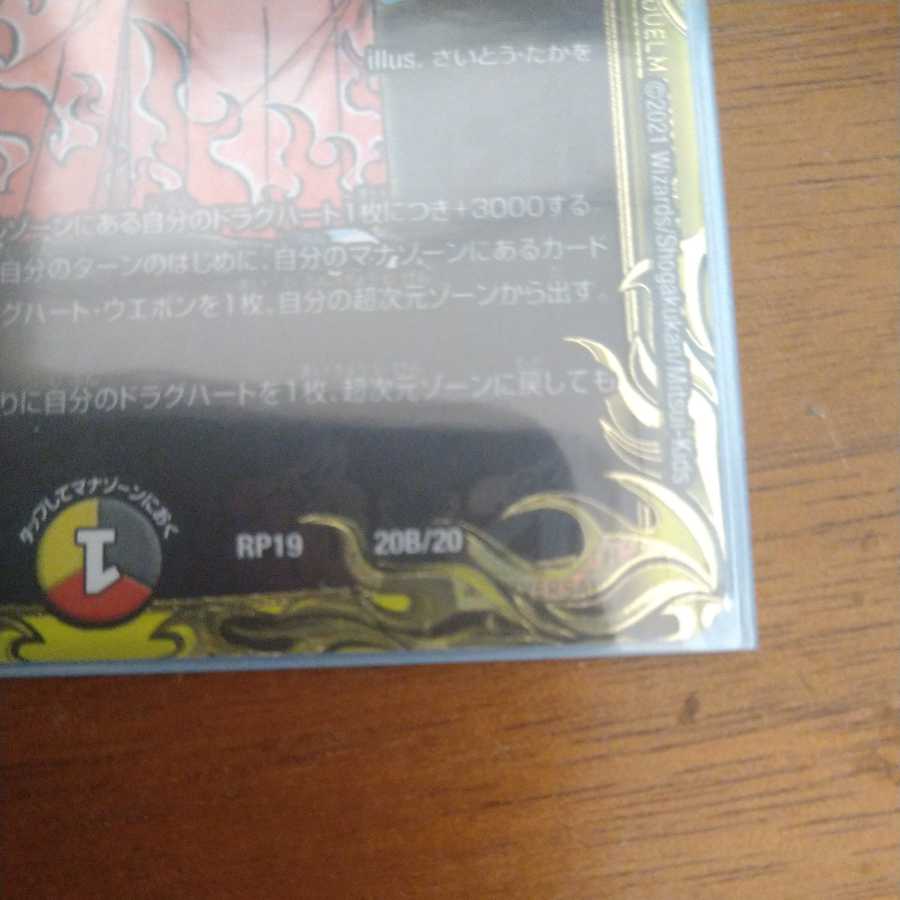 illus. さいとう・たかを
ゾーンにある自分のドラグハート1枚につき+3000する
自分のターンのはじめに、自分のマナゾーンにあるカード
グハート・ウエポンを1枚、自分の超次元ゾーンから出す。
りに自分のドラグハートを1枚、超次元ゾーンに戻しても
タップしてマナゾーンにおく
1
RP19 20B/20
DUELM ©2021 Wizards/Shogakukan/Mitsui-Kids